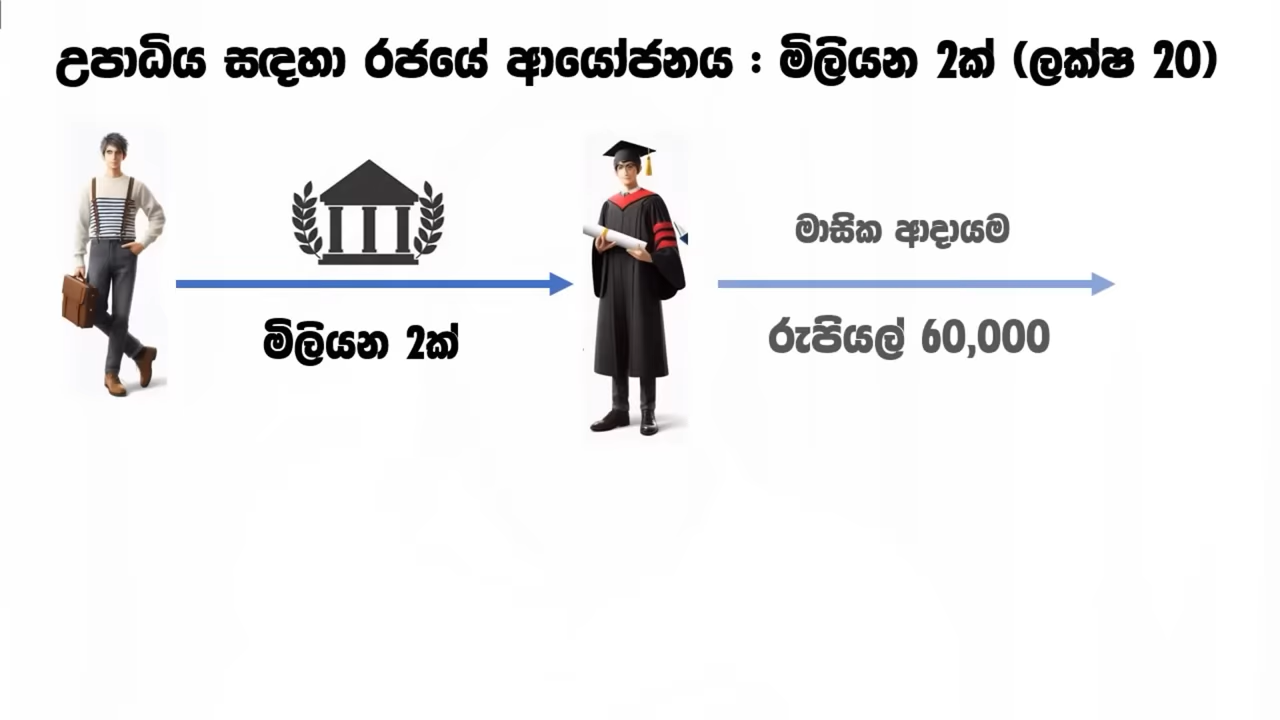 උපාධිය සඳහා රජයේ ආයෝජනය : මිලියන 2ක් (ලක්ෂ 20)
මාසික ආදායම
මිලියන 2ක්
රුපියල් 60,000